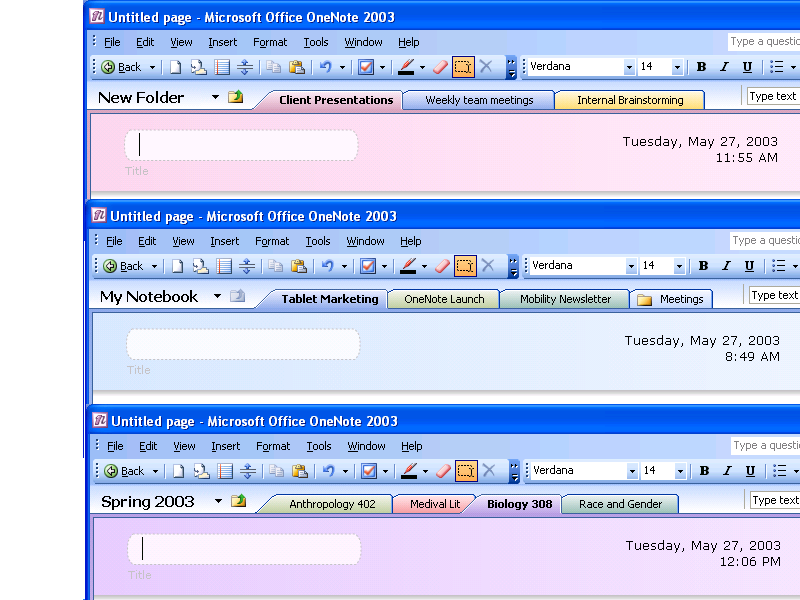 Untitled page - Microsoft Office OneNote 2003
File Edit View Insert Format Tools Window Help Type a questio
Back Verdana 14 B I U
New Folder Client Presentations Weekly team meetings Internal Brainstorming Type text
Tuesday, May 27, 2003
11:55 AM
Title
Untitled page - Microsoft Office OneNote 2003
File Edit View Insert Format Tools Window Help Type a questio
Back Verdana 14 B I U
My Notebook Tablet Marketing OneNote Launch Mobility Newsletter Meetings Type text
Tuesday, May 27, 2003
8:49 AM
Title
Untitled page - Microsoft Office OneNote 2003
File Edit View Insert Format Tools Window Help Type a questi
Back Verdana 14 B I U
Spring 2003 Anthropology 402 Medival Lit Biology 308 Race and Gender Type text
Tuesday, May 27, 2003
12:06 PM
Title